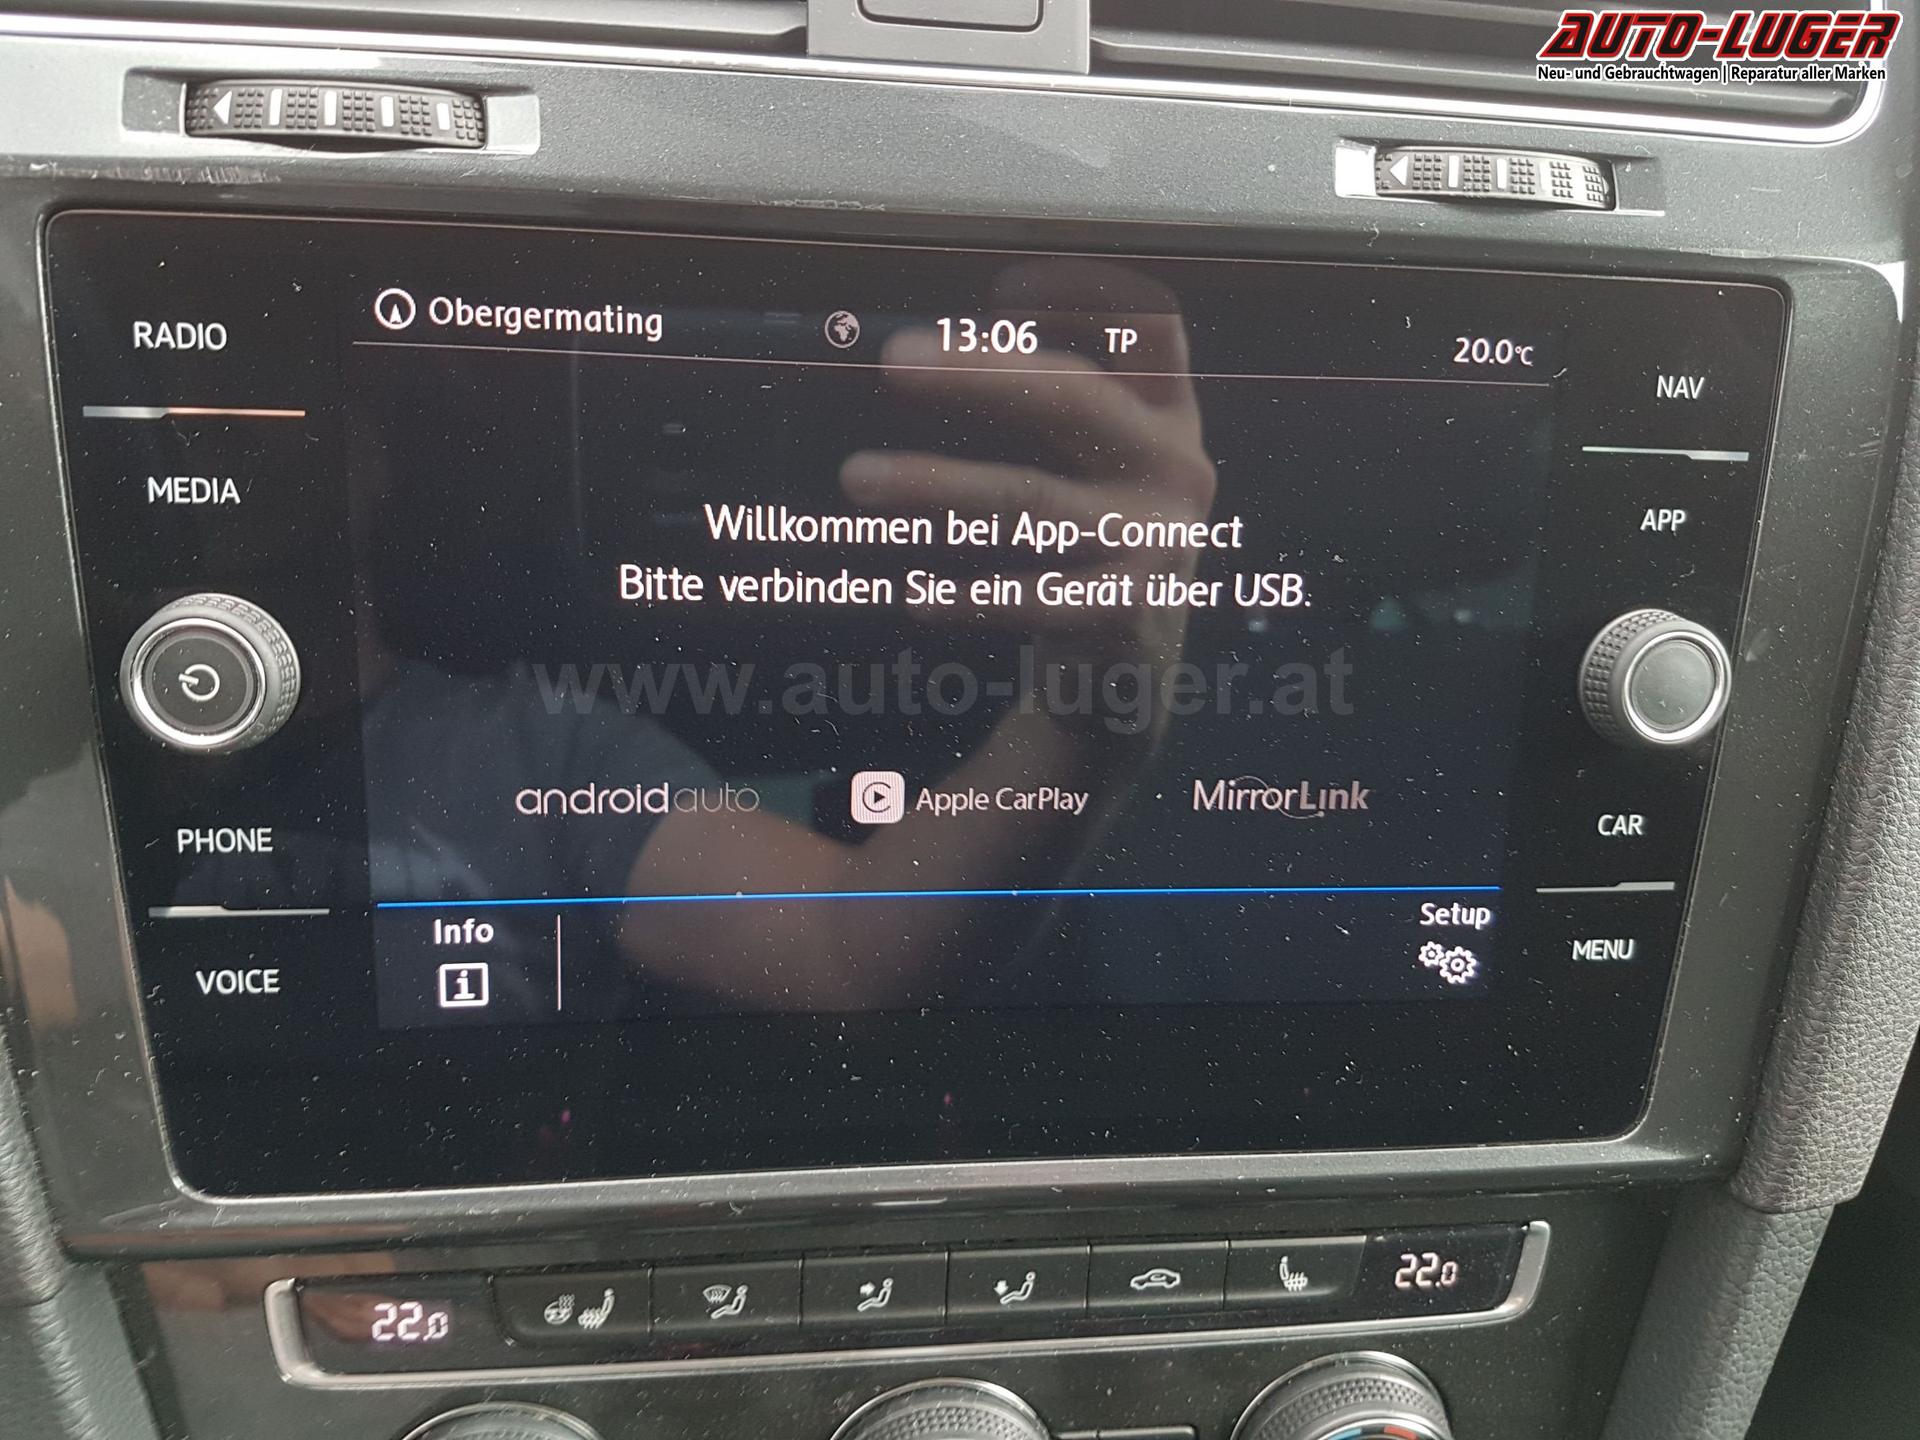 AUTO-LUGER
Neu- und Gebrauchtwagen | Reparatur aller Marken
Obergermating
13:06
TP
20.0°C
RADIO
MEDIA
PHONE
VOICE
NAV
APP
CAR
MENU
Willkommen bei App-Connect
Bitte verbinden Sie ein Gerät über USB.
www.auto-luger.at
androidauto
Apple CarPlay
MirrorLink
Info
i
Setup
22.0
22.0